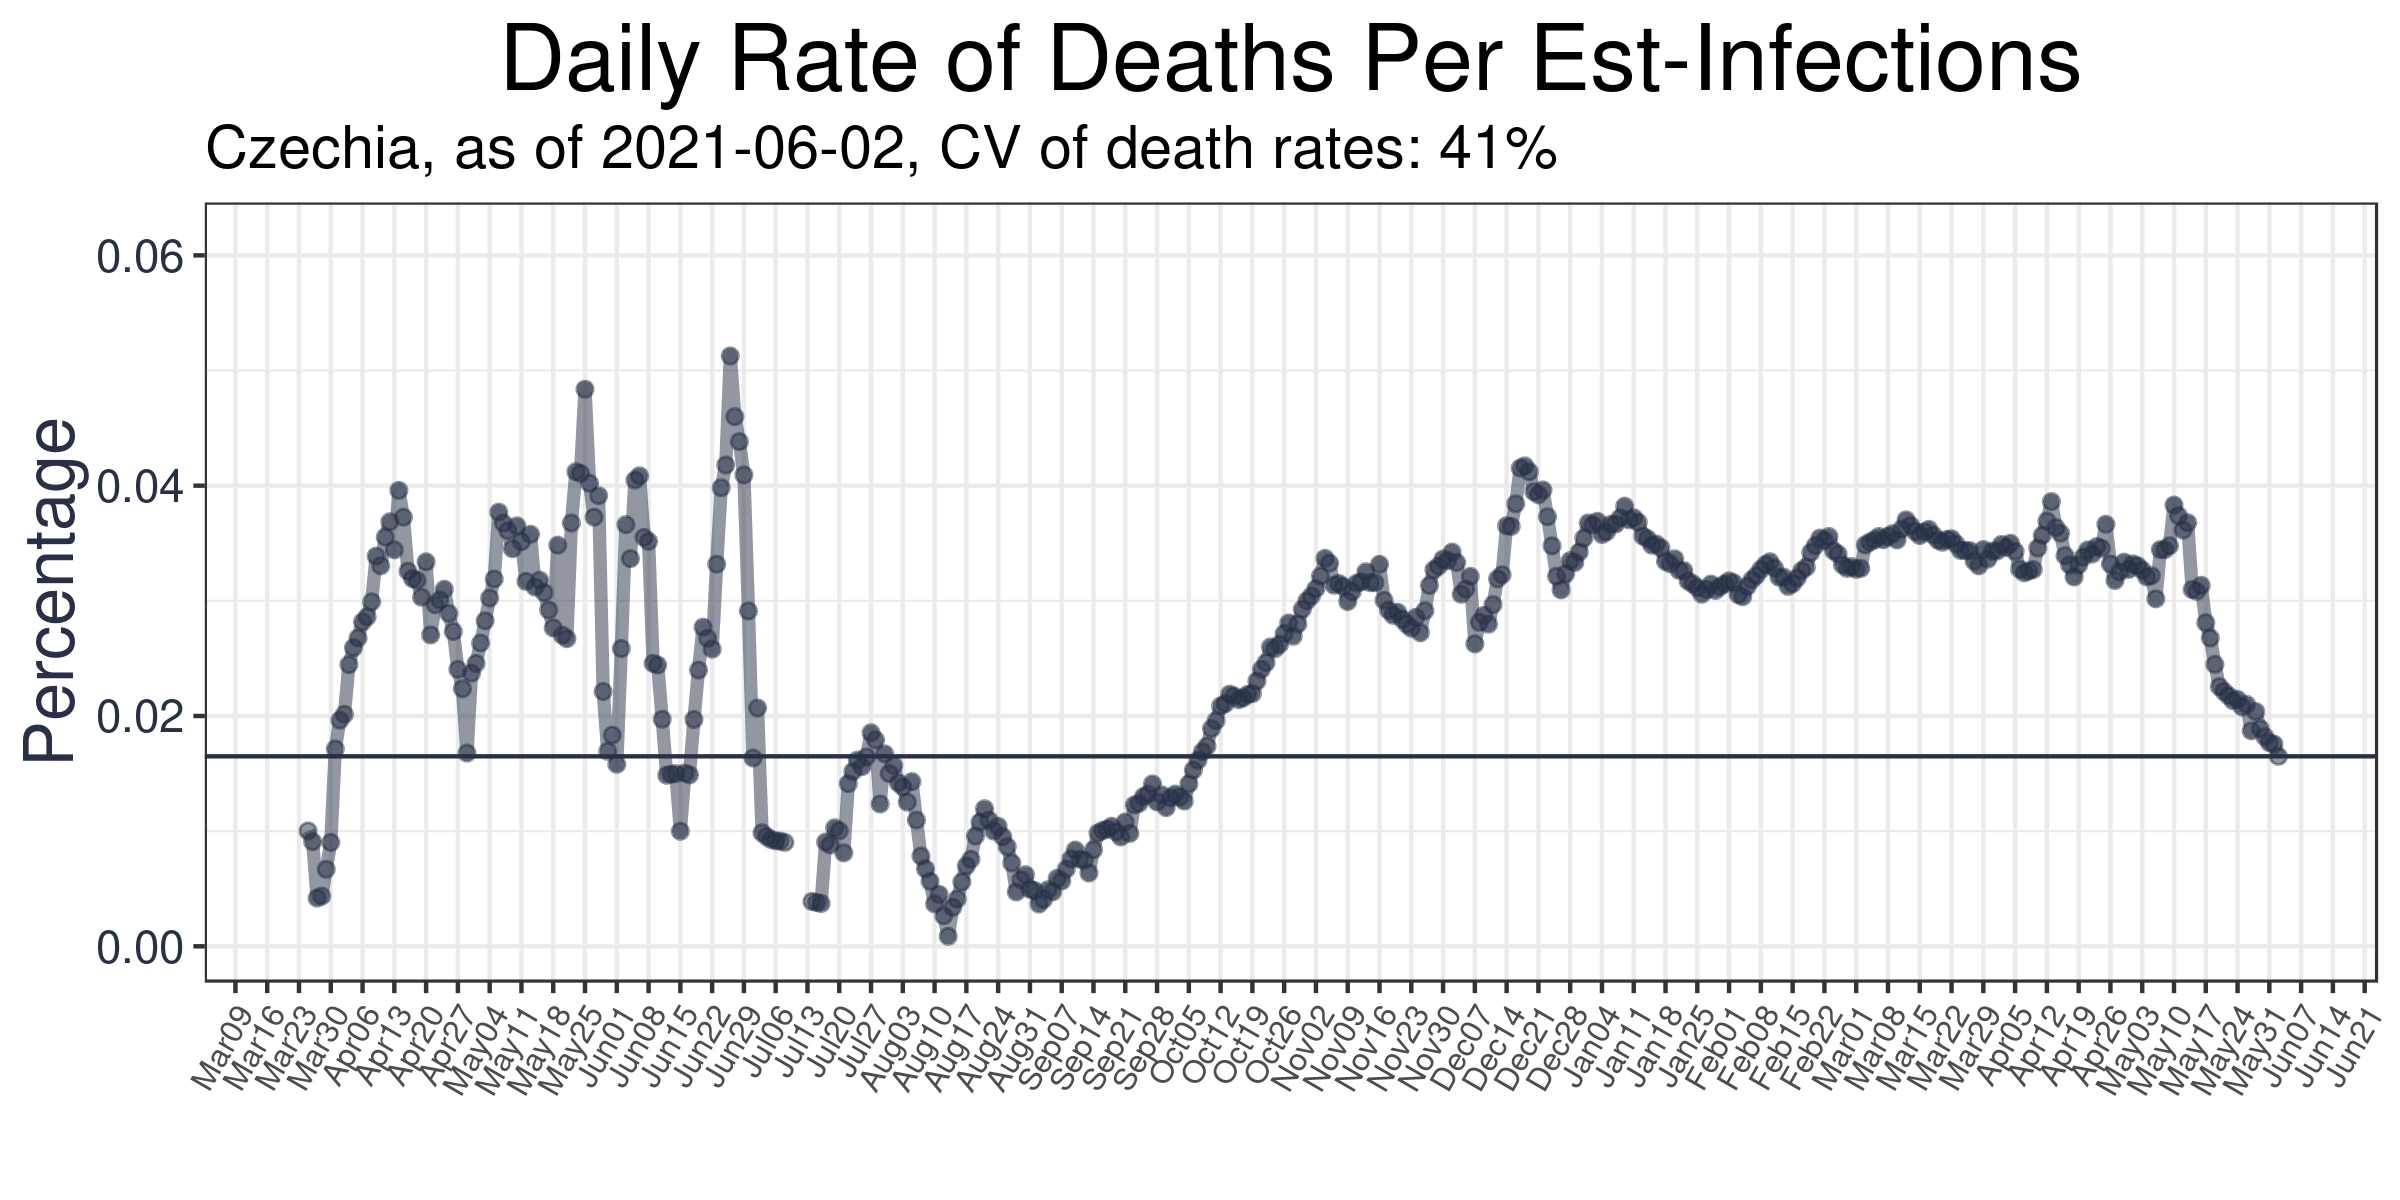 Daily Rate of Deaths Per Est-Infections
Czechia, as of 2021-06-02, CV of death rates: 41%
Percentage
0.06
0.04
0.02
0.00
Mar09
Mar16
Mar23
Mar30
Apr06
Apr13
Apr20
Apr27
May04
May11
May18
May25
Jun01
Jun08
Jun15
Jun22
Jun29
Jul06
Jul13
Jul20
Jul27
Aug03
Aug10
Aug17
Aug24
Aug31
Sep07
Sep14
Sep21
Sep28
Oct05
Oct12
Oct19
Oct26
Nov02
Nov09
Nov16
Nov23
Nov30
Dec07
Dec14
Dec21
Dec28
Jan04
Jan11
Jan18
Jan25
Feb01
Feb08
Feb15
Feb22
Mar01
Mar08
Mar15
Mar22
Mar29
Apr05
Apr12
Apr19
Apr26
May03
May10
May17
May24
May31
Jun07
Jun14
Jun21